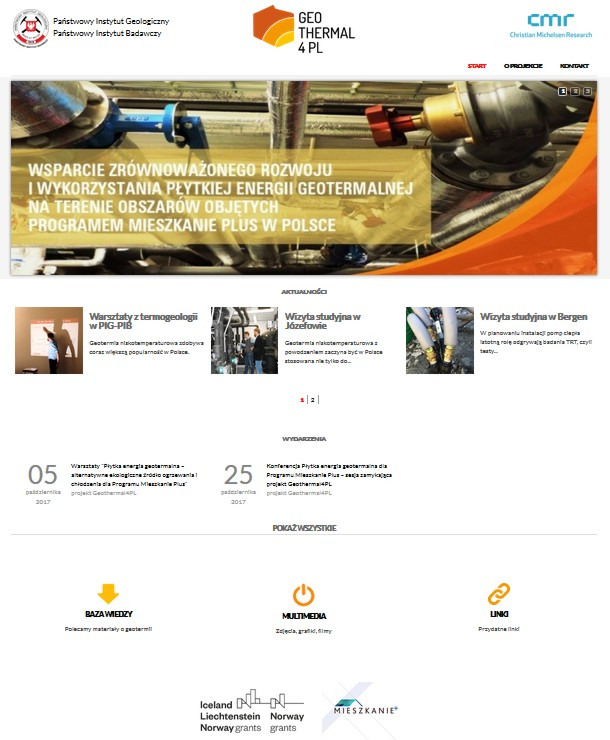 Państwowy Instytut Geologiczny
Państwowy Instytut Badawczy
GEO
THERMAL
4 PL
cmr
Christian Michelsen Research
START O PROJEKCIE KONTAKT
1 2 3
WSPARCIE ZRÓWNOWAŻONEGO ROZWOJU
I WYKORZYSTANIA PŁYTKIEJ ENERGII GEOTERMALNEJ
NA TERENIE OBSZARÓW OBJĘTYCH
PROGRAMEM MIESZKANIE PLUS W POLSCE
AKTUALNOŚCI
Warsztaty z termogeologii
w PIG-PIB
Geotermia niskotemperaturowa zdobywa
coraz większą popularność w Polsce.
Wizyta studyjna w
Józefowie
Geotermia niskotemperaturowa z
powodzeniem zaczyna być w Polsce
stosowana nie tylko do...
Wizyta studyjna w Bergen
W planowaniu instalacji pomp ciepła
istotną rolę odgrywają badania TRT, czyli
testy...
1 | 2 |
WYDARZENIA
05
października
2017
Warsztaty "Płytka energia geotermalna –
alternatywne ekologiczne źródło ogrzewania i
chłodzenia dla Programu Mieszkanie Plus"
projekt Geothermal4PL
25
października
2017
Konferencja Płytka energia geotermalna dla
Programu Mieszkanie Plus – sesja zamykająca
projekt Geothermal4PL
projekt Geothermal4PL
POKAŻ WSZYSTKIE
BAZA WIEDZY
Polecamy materiały o geotermii
MULTIMEDIA
Zdjęcia, grafiki, filmy
LINKI
Przydatne linki
Iceland
Liechtenstein
Norway grants
Norway
grants
MIESZKANIE+